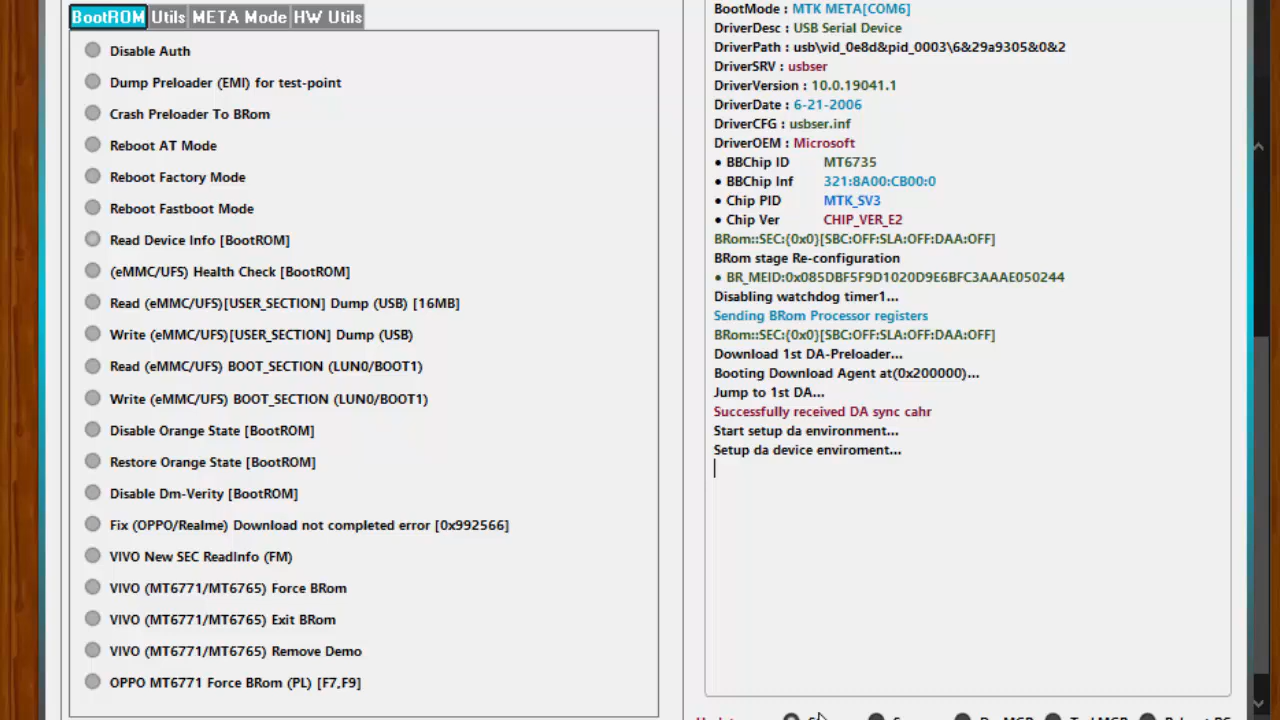 BootROM Utils META Mode HW Utils
Disable Auth
Dump Preloader (EMI) for test-point
Crash Preloader To BRom
Reboot AT Mode
Reboot Factory Mode
Reboot Fastboot Mode
Read Device Info [BootROM]
(eMMC/UFS) Health Check [BootROM]
Read (eMMC/UFS)[USER_SECTION] Dump (USB) [16MB]
Write (eMMC/UFS)[USER_SECTION] Dump (USB)
Read (eMMC/UFS) BOOT_SECTION (LUN0/BOOT1)
Write (eMMC/UFS) BOOT_SECTION (LUN0/BOOT1)
Disable Orange State [BootROM]
Restore Orange State [BootROM]
Disable Dm-Verity [BootROM]
Fix (OPPO/Realme) Download not completed error [0x992566]
VIVO New SEC ReadInfo (FM)
VIVO (MT6771/MT6765) Force BRom
VIVO (MT6771/MT6765) Exit BRom
VIVO (MT6771/MT6765) Remove Demo
OPPO MT6771 Force BRom (PL) [F7,F9]
BootMode : MTK META[COM6]
DriverDesc : USB Serial Device
DriverPath : usb\vid_0e8d&pid_0003\6&29a9305&0&2
DriverSRV : usbser
DriverVersion : 10.0.19041.1
DriverDate : 6-21-2006
DriverCFG : usbser.inf
DriverOEM : Microsoft
• BBChip ID MT6735
• BBChip Inf 321:8A00:CB00:0
• Chip PID MTK_SV3
• Chip Ver CHIP_VER_E2
BRom::SEC:{0x0}[SBC:OFF:SLA:OFF:DAA:OFF]
BRom stage Re-configuration
• BR_MEID:0x085DBF5F9D1020D9E6BFC3AAAE050244
Disabling watchdog timer1...
Sending BRom Processor registers
BRom::SEC:{0x0}[SBC:OFF:SLA:OFF:DAA:OFF]
Download 1st DA-Preloader...
Booting Download Agent at(0x200000)...
Jump to 1st DA...
Successfully received DA sync cahr
Start setup da environment...
Setup da device enviroment...